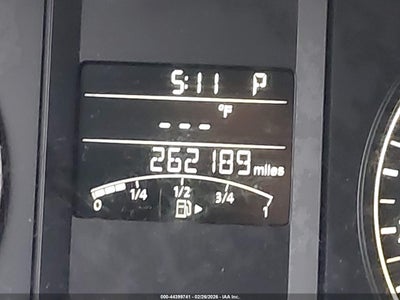 5:11 P
°F
- - -
262189 miles
0 1/4 1/2 3/4 1
000-44399741 - 02/26/2026 - IAA Inc.